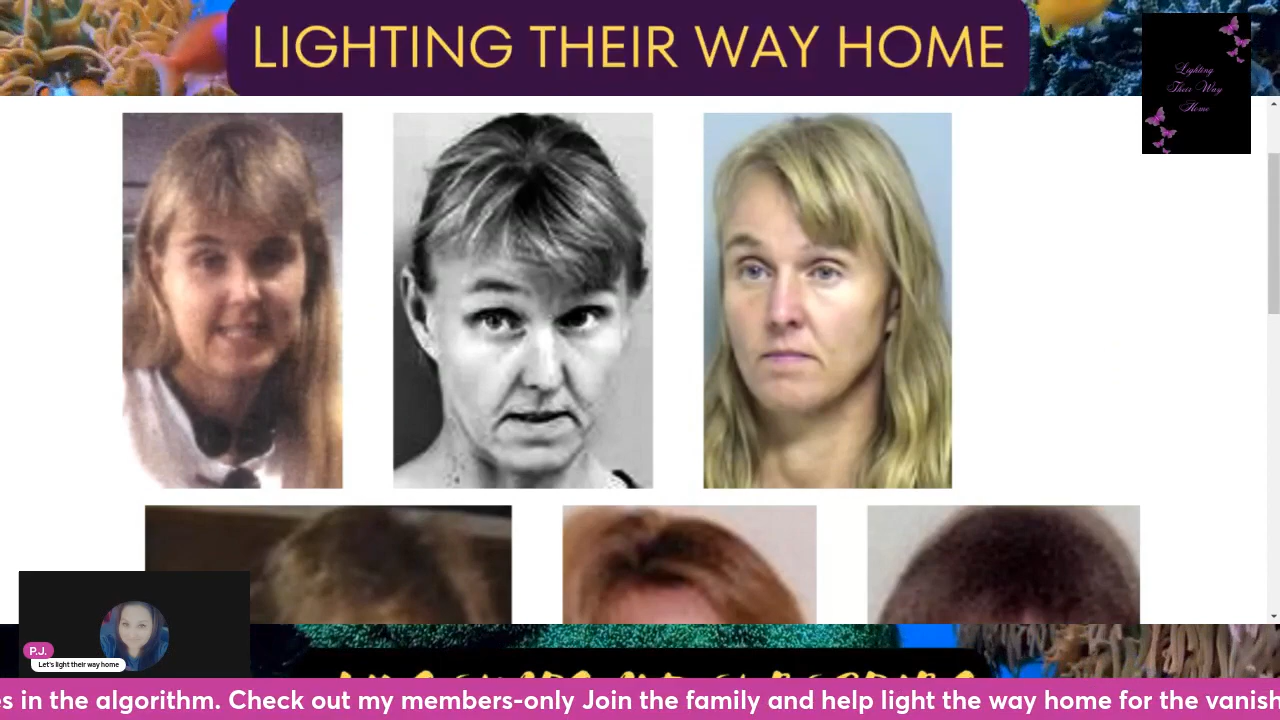 LIGHTING THEIR WAY HOME
Lighting
Their Way
Home
P.J.
Let's light their way home
es in the algorithm. Check out my members-only Join the family and help light the way home for the vanish